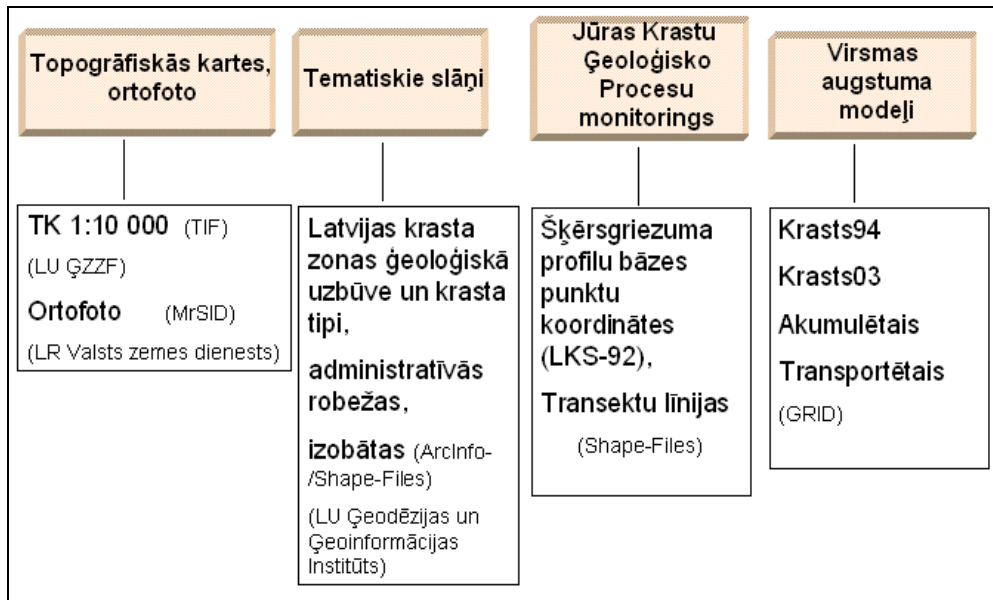 Topogrāfiskās kartes,
ortofoto
TK 1:10 000 (TIF)
(LU ĢZZF)
Ortofoto (MrSID)
(LR Valsts zemes dienests)
Tematiskie slāņi
Latvijas krasta
zonas ģeoloģiskā
uzbūve un krasta
tipi,
administratīvās
robežas,
izobātas (ArcInfo-
/Shape-Files)
(LU Ģeodēzijas un
Ģeoinformācijas
Institūts)
Jūras Krastu
Ģeoloģisko
Procesu
monitorings
Šķērsgriezuma
profilu bāzes
punktu
koordinātes
(LKS-92),
Transektu līnijas
(Shape-Files)
Virsmas
augstuma
modeļi
Krasts94
Krasts03
Akumulētais
Transportētais
(GRID)